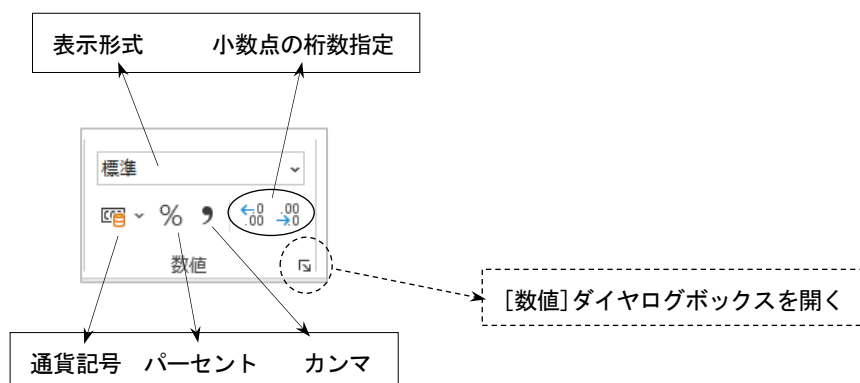 表示形式 小数点の桁数指定
標準
% , ←.0 .00 .00 →.0
数値
[数値]ダイヤログボックスを開く
通貨記号 パーセント カンマ